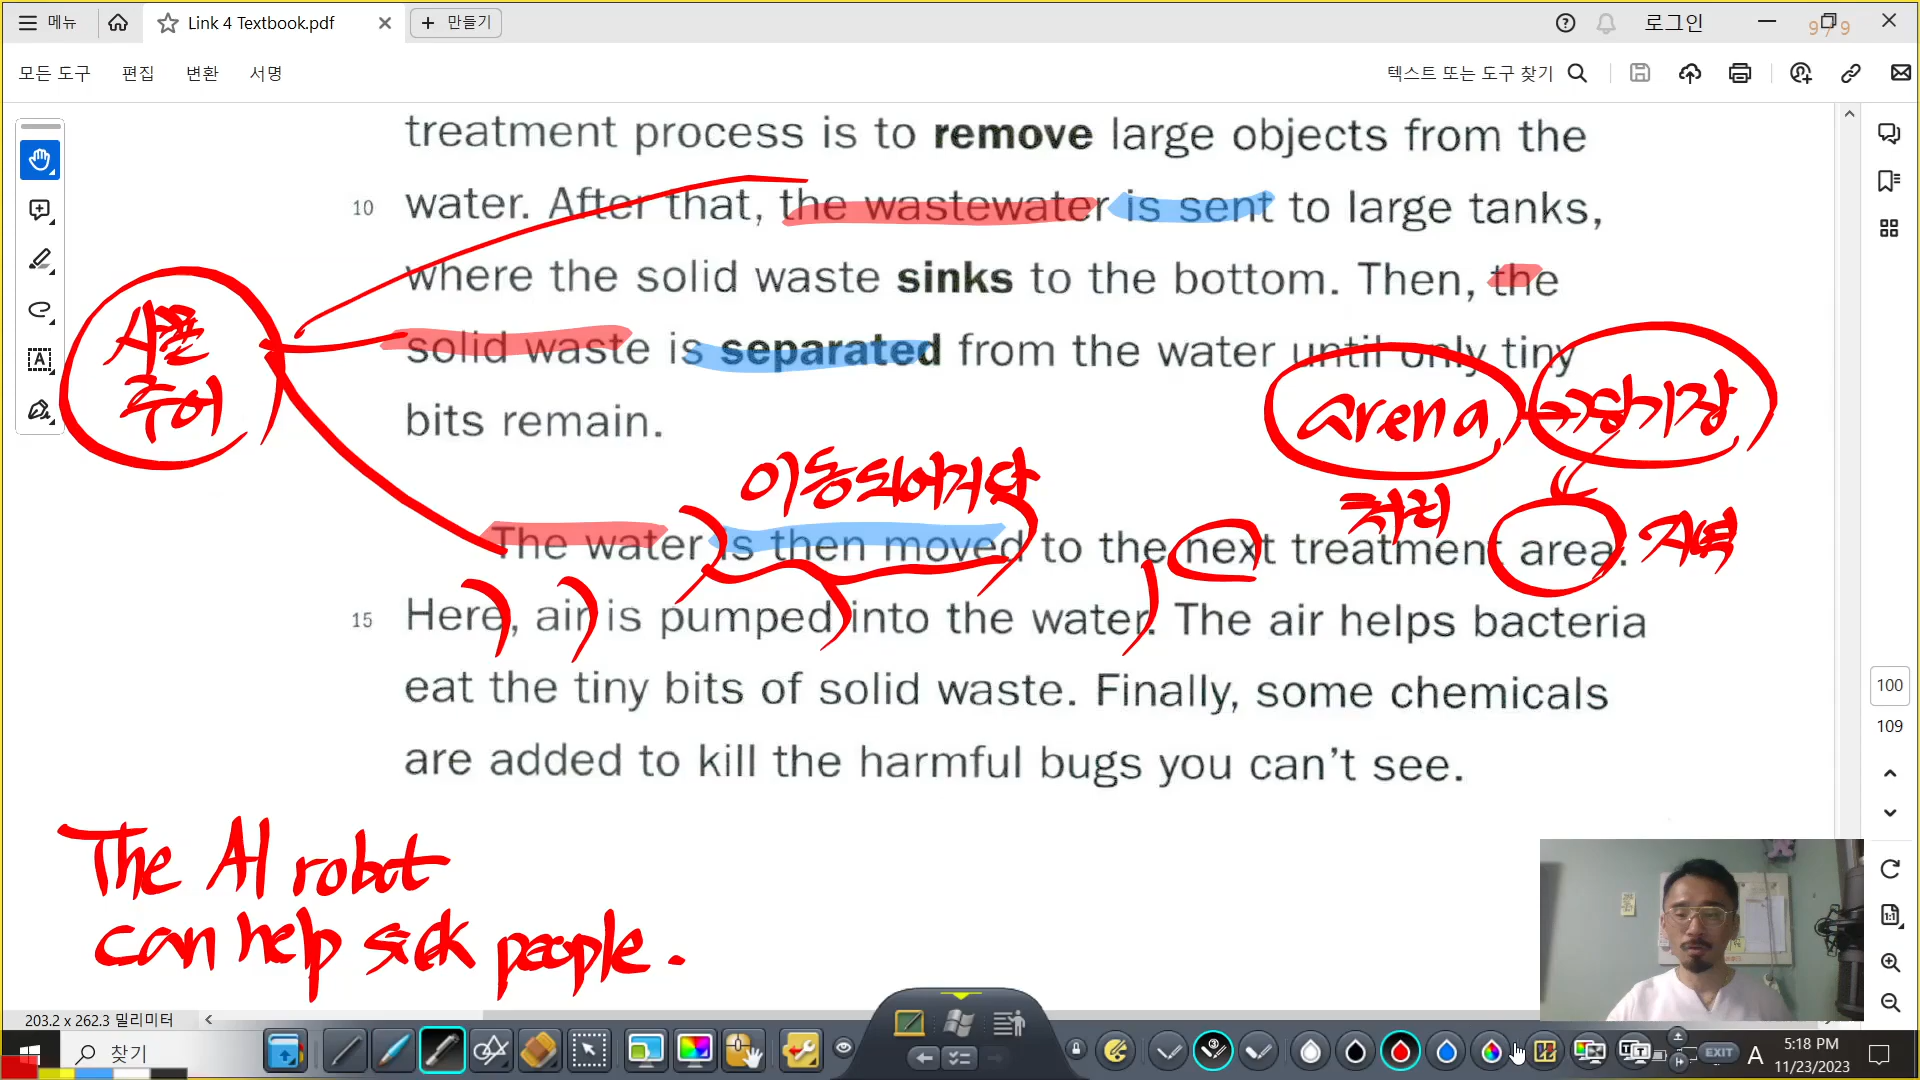 메뉴
Link 4 Textbook.pdf
만들기
로그인
9 / 9
모든 도구 편집 변환 서명
텍스트 또는 도구 찾기
treatment process is to remove large objects from the
10 water. After that, the wastewater is sent to large tanks,
where the solid waste sinks to the bottom. Then, the
solid waste is separated from the water until only tiny
bits remain.
사물
주어
arena
이동되어지다
처리
지역
The water is then moved to the next treatment area.
15 Here, air is pumped into the water. The air helps bacteria
eat the tiny bits of solid waste. Finally, some chemicals
are added to kill the harmful bugs you can't see.
The AI robot
can help sick people.
100
109
203.2 x 262.3 밀리미터
찾기
EXIT
A
5:18 PM
11/23/2023